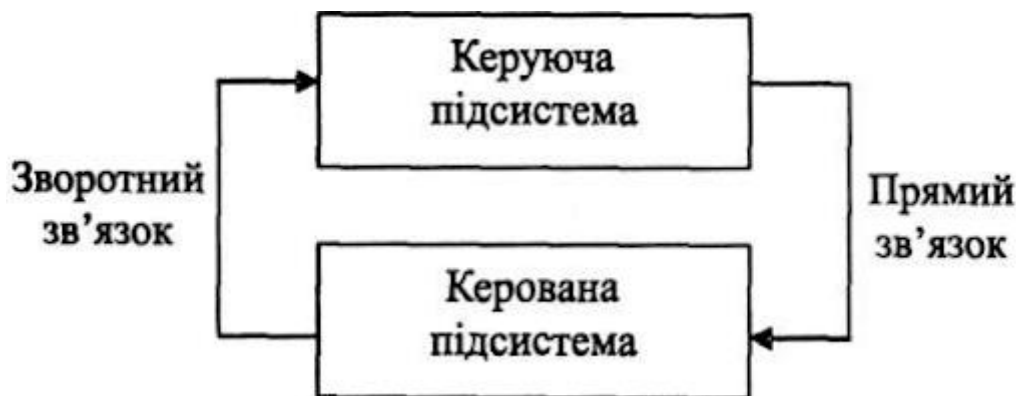 Керуюча
підсистема
Зворотний
зв’язок
Прямий
зв’язок
Керована
підсистема